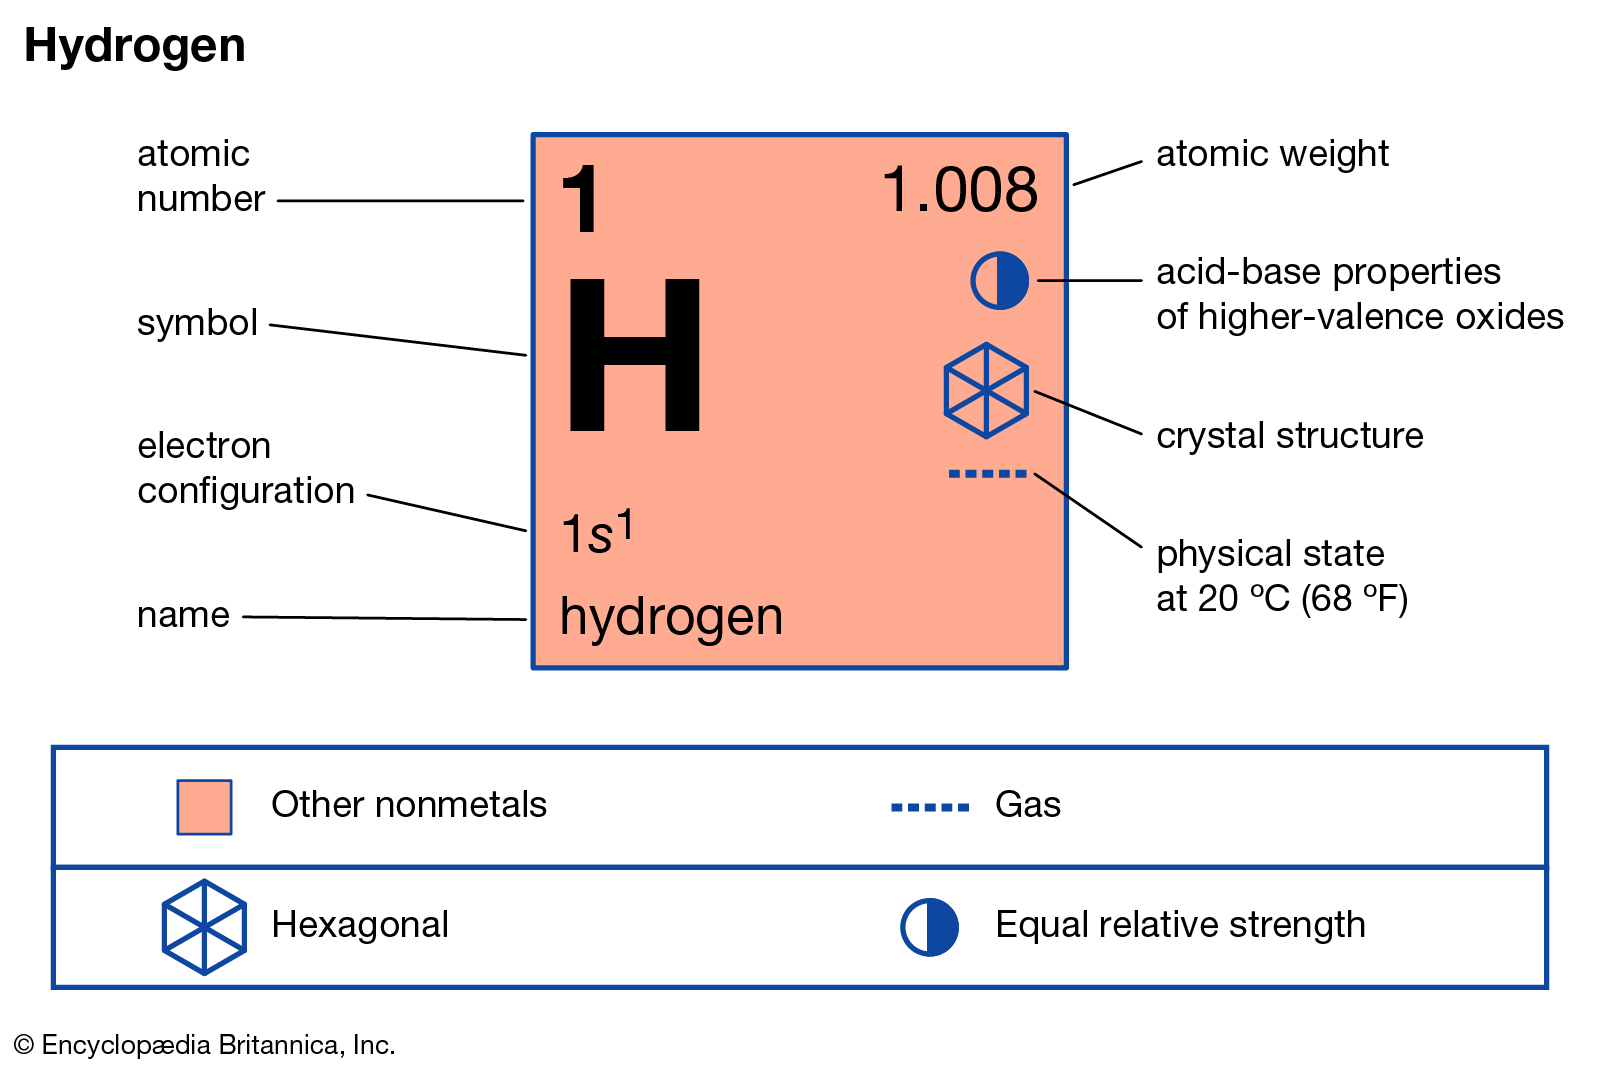 Hydrogen
atomic
number
symbol
electron
configuration
name
1
1.008
H
1s¹
hydrogen
atomic weight
acid-base properties
of higher-valence oxides
crystal structure
physical state
at 20 ºC (68 ºF)
Other nonmetals
Gas
Hexagonal
Equal relative strength
© Encyclopædia Britannica, Inc.